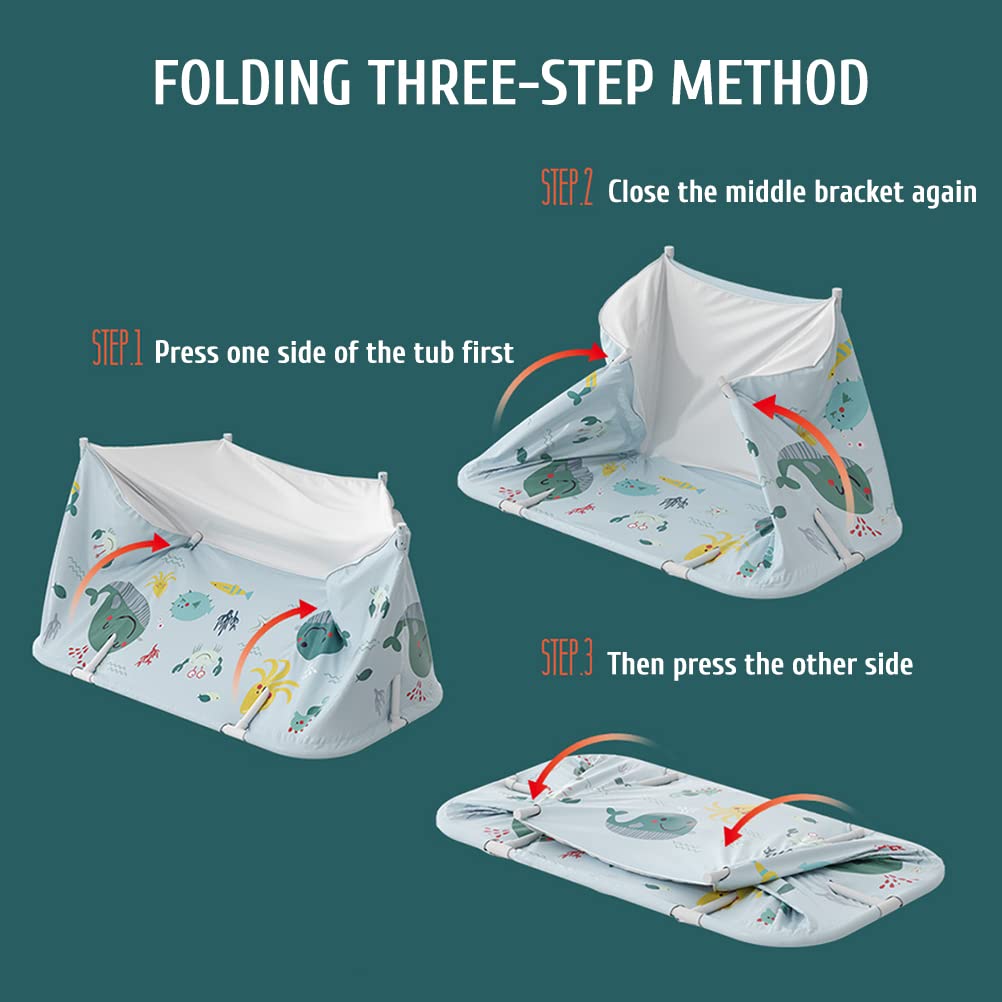 FOLDING THREE-STEP METHOD
STEP.1 Press one side of the tub first
STEP.2 Close the middle bracket again
STEP.3 Then press the other side